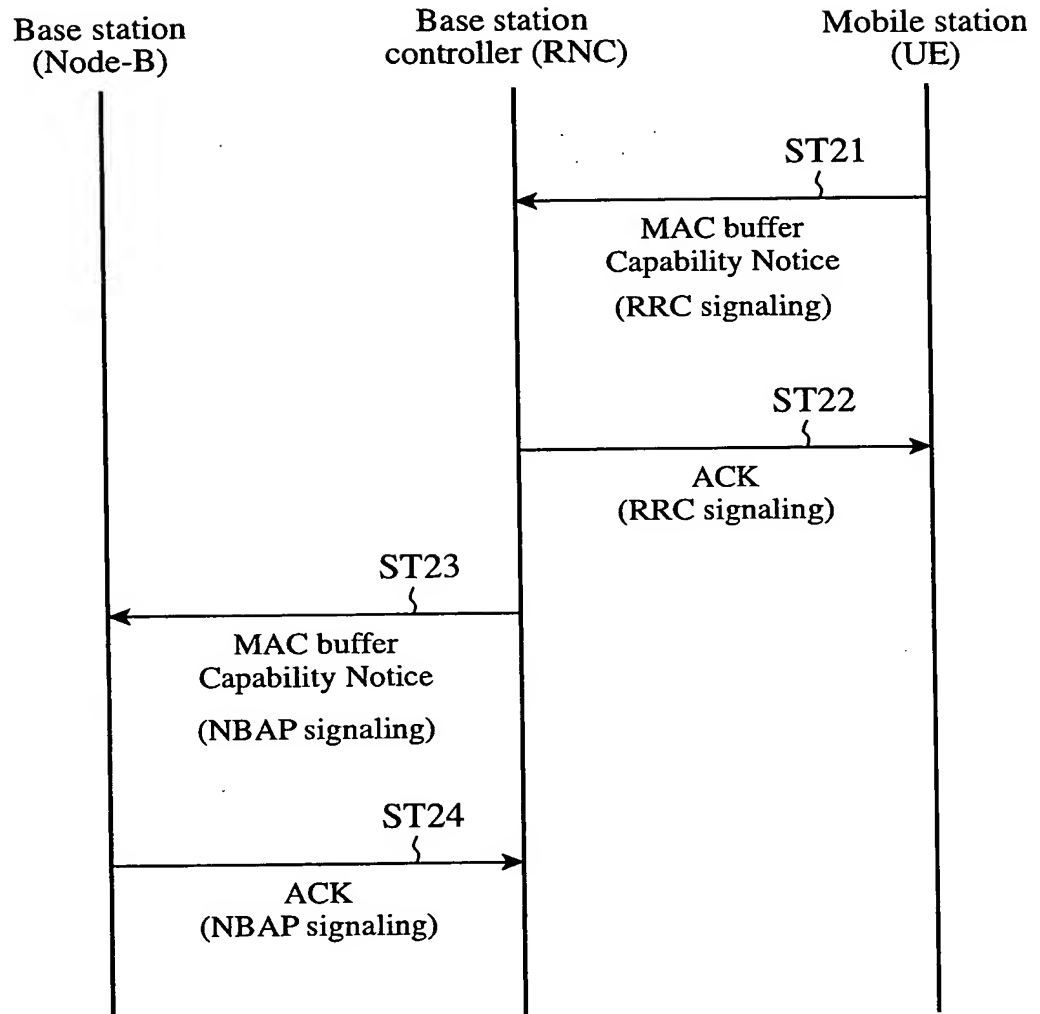 Base station
(Node-B)
Base station
controller (RNC)
Mobile station
(UE)
ST21
MAC buffer
Capability Notice
(RRC signaling)
ST22
ACK
(RRC signaling)
ST23
MAC buffer
Capability Notice
(NBAP signaling)
ST24
ACK
(NBAP signaling)